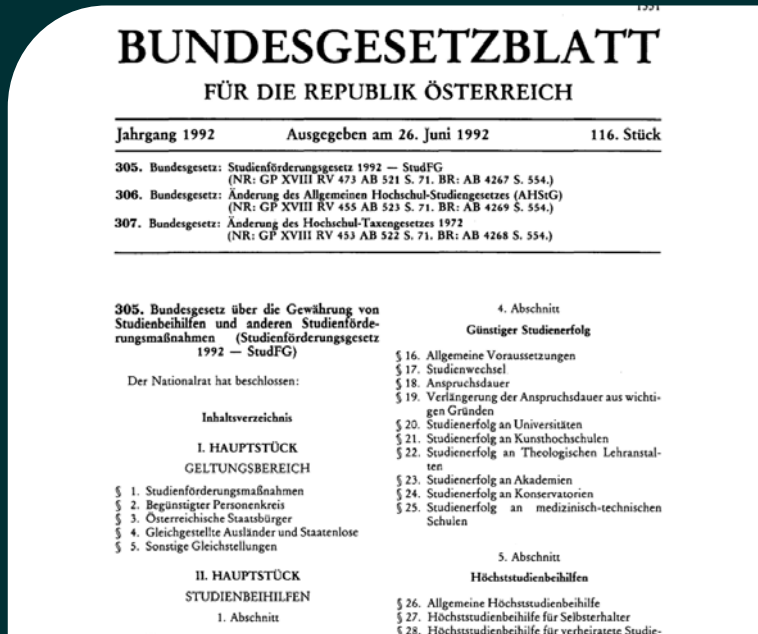 BUNDESGESETZBLATT
FÜR DIE REPUBLIK ÖSTERREICH
Jahrgang 1992 Ausgegeben am 26. Juni 1992 116. Stück
305. Bundesgesetz: Studienförderungsgesetz 1992 — StudFG
(NR: GP XVIII RV 473 AB 521 S. 71. BR: AB 4267 S. 554.)
306. Bundesgesetz: Änderung des Allgemeinen Hochschul-Studiengesetzes (AHStG)
(NR: GP XVIII RV 455 AB 523 S. 71. BR: AB 4269 S. 554.)
307. Bundesgesetz: Änderung des Hochschul-Taxengesetzes 1972
(NR: GP XVIII RV 453 AB 522 S. 71. BR: AB 4268 S. 554.)
305. Bundesgesetz über die Gewährung von
Studienbeihilfen und anderen Studienförde-
rungsmaßnahmen (Studienförderungsgesetz
1992 — StudFG)
Der Nationalrat hat beschlossen:
Inhaltsverzeichnis
I. HAUPTSTÜCK
GELTUNGSBEREICH
§ 1. Studienförderungsmaßnahmen
§ 2. Begünstigter Personenkreis
§ 3. Österreichische Staatsbürger
§ 4. Gleichgestellte Ausländer und Staatenlose
§ 5. Sonstige Gleichstellungen
II. HAUPTSTÜCK
STUDIENBEIHILFEN
1. Abschnitt
4. Abschnitt
Günstiger Studienerfolg
§ 16. Allgemeine Voraussetzungen
§ 17. Studienwechsel
§ 18. Anspruchsdauer
§ 19. Verlängerung der Anspruchsdauer aus wichti-
gen Gründen
§ 20. Studienerfolg an Universitäten
§ 21. Studienerfolg an Kunsthochschulen
§ 22. Studienerfolg an Theologischen Lehranstal-
ten
§ 23. Studienerfolg an Akademien
§ 24. Studienerfolg an Konservatorien
§ 25. Studienerfolg an medizinisch-technischen
Schulen
5. Abschnitt
Höchststudienbeihilfen
§ 26. Allgemeine Höchststudienbeihilfe
§ 27. Höchststudienbeihilfe für Selbsterhalter
§ 28. Höchststudienbeihilfe für verheiratete Studie-